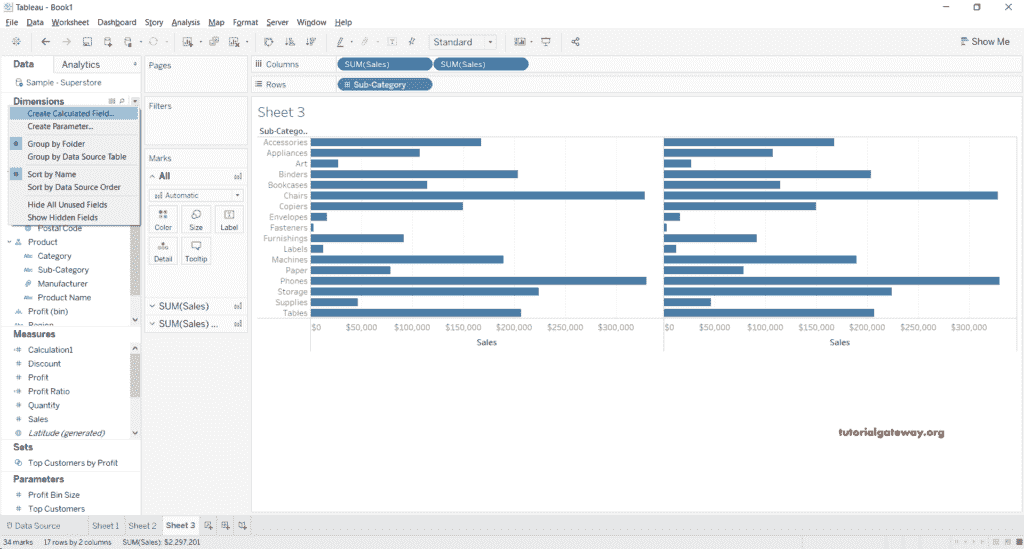 Tableau - Book1
File Data Worksheet Dashboard Story Analysis Map Format Server Window Help
Standard
Show Me
Data Analytics
Sample - Superstore
Dimensions
Create Calculated Field...
Create Parameter...
Group by Folder
Group by Data Source Table
Sort by Name
Sort by Data Source Order
Hide All Unused Fields
Show Hidden Fields
Postal Code
Product
Abc Category
Abc Sub-Category
Manufacturer
Abc Product Name
Profit (bin)
Region
Measures
Calculation1
Discount
Profit
Profit Ratio
Quantity
Sales
Latitude (generated)
Sets
Top Customers by Profit
Parameters
Profit Bin Size
Top Customers
Pages
Filters
Marks
All
Automatic
Color Size Label
Detail Tooltip
SUM(Sales)
SUM(Sales) ...
Columns SUM(Sales) SUM(Sales)
Rows Sub-Category
Sheet 3
Sub-Catego..
Accessories
Appliances
Art
Binders
Bookcases
Chairs
Copiers
Envelopes
Fasteners
Furnishings
Labels
Machines
Paper
Phones
Storage
Supplies
Tables
$0 $50,000 $100,000 $150,000 $200,000 $250,000 $300,000 $0 $50,000 $100,000 $150,000 $200,000 $250,000 $300,000
Sales Sales
tutorialgateway.org
Data Source Sheet 1 Sheet 2 Sheet 3
34 marks 17 rows by 2 columns SUM(Sales): $2,297,201